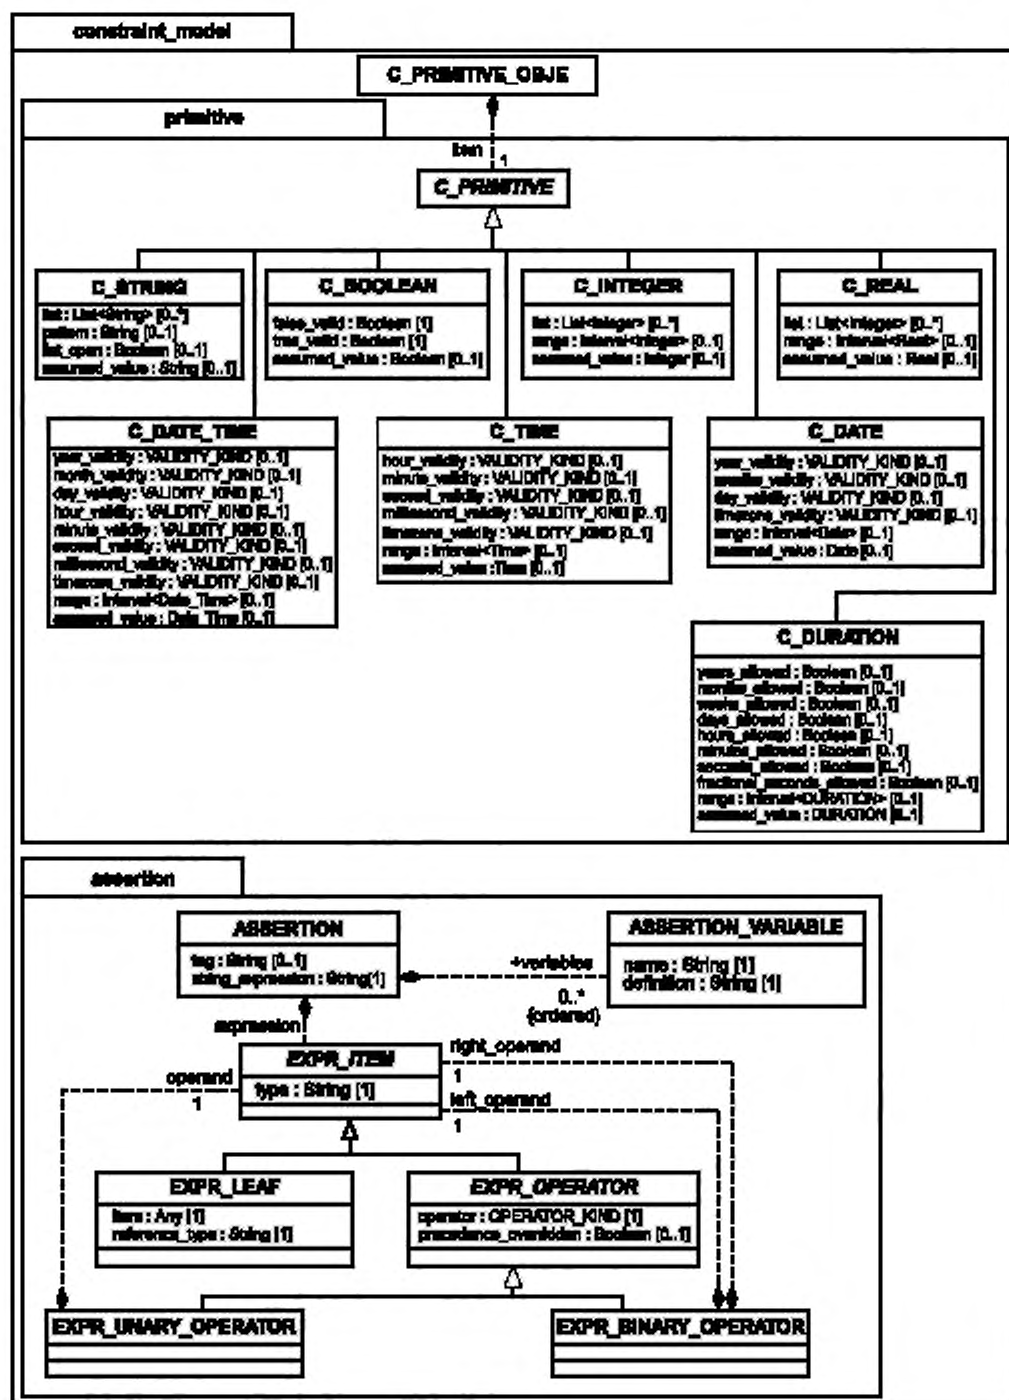 constraint_model
C_PRIMITIVE_OBJE
primitive
item
1
C_PRIMITIVE
C_STRING
list : List<String> [0..*]
pattern : String [0..1]
list_open : Boolean [0..1]
assumed_value : String [0..1]
C_BOOLEAN
false_valid : Boolean [1]
true_valid : Boolean [1]
assumed_value : Boolean [0..1]
C_INTEGER
list : List<Integer> [0..*]
range : Interval<Integer> [0..1]
assumed_value : Integer [0..1]
C_REAL
list : List<Integer> [0..*]
range : Interval<Real> [0..1]
assumed_value : Real [0..1]
C_DATE_TIME
year_validity : VALIDITY_KIND [0..1]
month_validity : VALIDITY_KIND [0..1]
day_validity : VALIDITY_KIND [0..1]
hour_validity : VALIDITY_KIND [0..1]
minute_validity : VALIDITY_KIND [0..1]
second_validity : VALIDITY_KIND [0..1]
millisecond_validity : VALIDITY_KIND [0..1]
timezone_validity : VALIDITY_KIND [0..1]
range : Interval<Date_Time> [0..1]
assumed_value : Date_Time [0..1]
C_TIME
hour_validity : VALIDITY_KIND [0..1]
minute_validity : VALIDITY_KIND [0..1]
second_validity : VALIDITY_KIND [0..1]
millisecond_validity : VALIDITY_KIND [0..1]
timezone_validity : VALIDITY_KIND [0..1]
range : Interval<Time> [0..1]
assumed_value :Time [0..1]
C_DATE
year_validity : VALIDITY_KIND [0..1]
: VALIDITY_KIND [0..1]
day_validity : VALIDITY_KIND [0..1]
timezone_validity : VALIDITY_KIND [0..1]
range : Interval<Date> [0..1]
assumed_value : Date [0..1]
C_DURATION
years_allowed : Boolean [0..1]
months_allowed : Boolean [0..1]
weeks_allowed : Boolean [0..1]
days_allowed : Boolean [0..1]
hours_allowed : Boolean [0..1]
minutes_allowed : Boolean [0..1]
seconds_allowed : Boolean [0..1]
fractional_seconds_allowed : Boolean [0..1]
range : Interval<DURATION> [0..1]
assumed_value : DURATION [0..1]
assertion
ASSERTION
tag : String [0..1]
string_expression : String[1]
+variables
0..*
{ordered}
ASSERTION_VARIABLE
name : String [1]
definition : String [1]
expression
EXPR_ITEM
type : String [1]
operand
1
right_operand
1
left_operand
1
EXPR_LEAF
item : Any [1]
reference_type : String [1]
EXPR_OPERATOR
operator : OPERATOR_KIND [1]
precedence_overridden : Boolean [0..1]
EXPR_UNARY_OPERATOR
EXPR_BINARY_OPERATOR